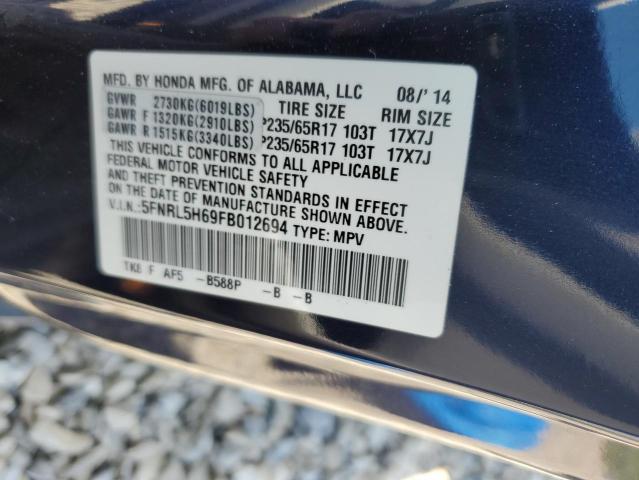 MFD. BY HONDA MFG. OF ALABAMA, LLC 08/'14
GVWR 2730KG(6019LBS) TIRE SIZE RIM SIZE
GAWR F 1320KG(2910LBS) P235/65R17 103T 17X7J
GAWR R 1515KG(3340LBS) P235/65R17 103T 17X7J
THIS VEHICLE CONFORMS TO ALL APPLICABLE
FEDERAL MOTOR VEHICLE SAFETY
AND THEFT PREVENTION STANDARDS IN EFFECT
ON THE DATE OF MANUFACTURE SHOWN ABOVE.
V.I.N.:5FNRL5H69FB012694 TYPE: MPV
TK8 F AF5 -B588P -B -B